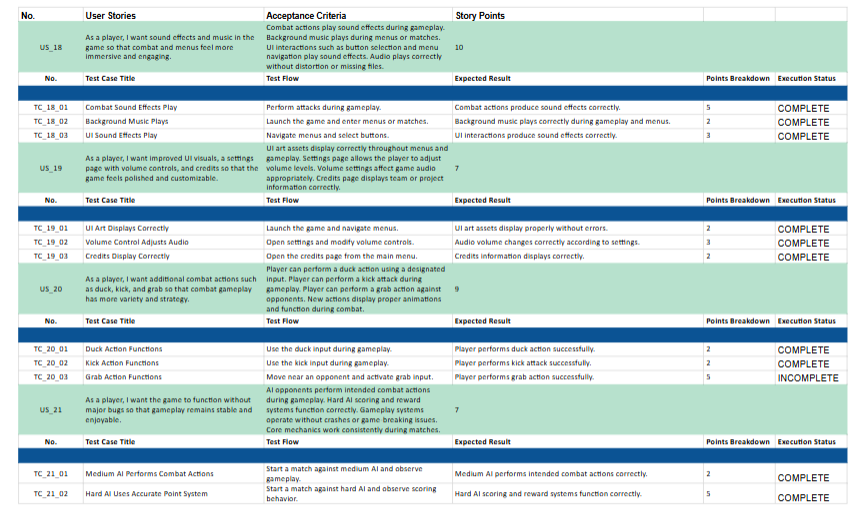 No. User Stories Acceptance Criteria Story Points
US_18 As a player, I want sound effects and music in the game so that combat and menus feel more immersive and engaging. Combat actions play sound effects during gameplay. Background music plays during menus or matches. UI interactions such as button selection and menu navigation play sound effects. Audio plays correctly without distortion or missing files. 10
No. Test Case Title Test Flow Expected Result Points Breakdown Execution Status
TC_18_01 Combat Sound Effects Play Perform attacks during gameplay. Combat actions produce sound effects correctly. 5 COMPLETE
TC_18_02 Background Music Plays Launch the game and enter menus or matches. Background music plays correctly during gameplay and menus. 2 COMPLETE
TC_18_03 UI Sound Effects Play Navigate menus and select buttons. UI interactions produce sound effects correctly. 3 COMPLETE
US_19 As a player, I want improved UI visuals, a settings page with volume controls, and credits so that the game feels polished and customizable. UI art assets display correctly throughout menus and gameplay. Settings page allows the player to adjust volume levels. Volume settings affect game audio appropriately. Credits page displays team or project information correctly. 7
No. Test Case Title Test Flow Expected Result Points Breakdown Execution Status
TC_19_01 UI Art Displays Correctly Launch the game and navigate menus. UI art assets display properly without errors. 2 COMPLETE
TC_19_02 Volume Control Adjusts Audio Open settings and modify volume controls. Audio volume changes correctly according to settings. 3 COMPLETE
TC_19_03 Credits Display Correctly Open the credits page from the main menu. Credits information displays correctly. 2 COMPLETE
US_20 As a player, I want additional combat actions such as duck, kick, and grab so that combat gameplay has more variety and strategy. Player can perform a duck action using a designated input. Player can perform a kick attack during gameplay. Player can perform a grab action against opponents. New actions display proper animations and function during combat. 9
No. Test Case Title Test Flow Expected Result Points Breakdown Execution Status
TC_20_01 Duck Action Functions Use the duck input during gameplay. Player performs duck action successfully. 2 COMPLETE
TC_20_02 Kick Action Functions Use the kick input during gameplay. Player performs kick attack successfully. 2 COMPLETE
TC_20_03 Grab Action Functions Move near an opponent and activate grab input. Player performs grab action successfully. 5 INCOMPLETE
US_21 As a player, I want the game to function without major bugs so that gameplay remains stable and enjoyable. AI opponents perform intended combat actions during gameplay. Hard AI scoring and reward systems function correctly. Gameplay systems operate without crashes or game-breaking issues. Core mechanics work consistently during matches. 7
No. Test Case Title Test Flow Expected Result Points Breakdown Execution Status
TC_21_01 Medium AI Performs Combat Actions Start a match against medium AI and observe gameplay. Medium AI performs intended combat actions correctly. 2 COMPLETE
TC_21_02 Hard AI Uses Accurate Point System Start a match against hard AI and observe scoring behavior. Hard AI scoring and reward systems function correctly. 5 COMPLETE